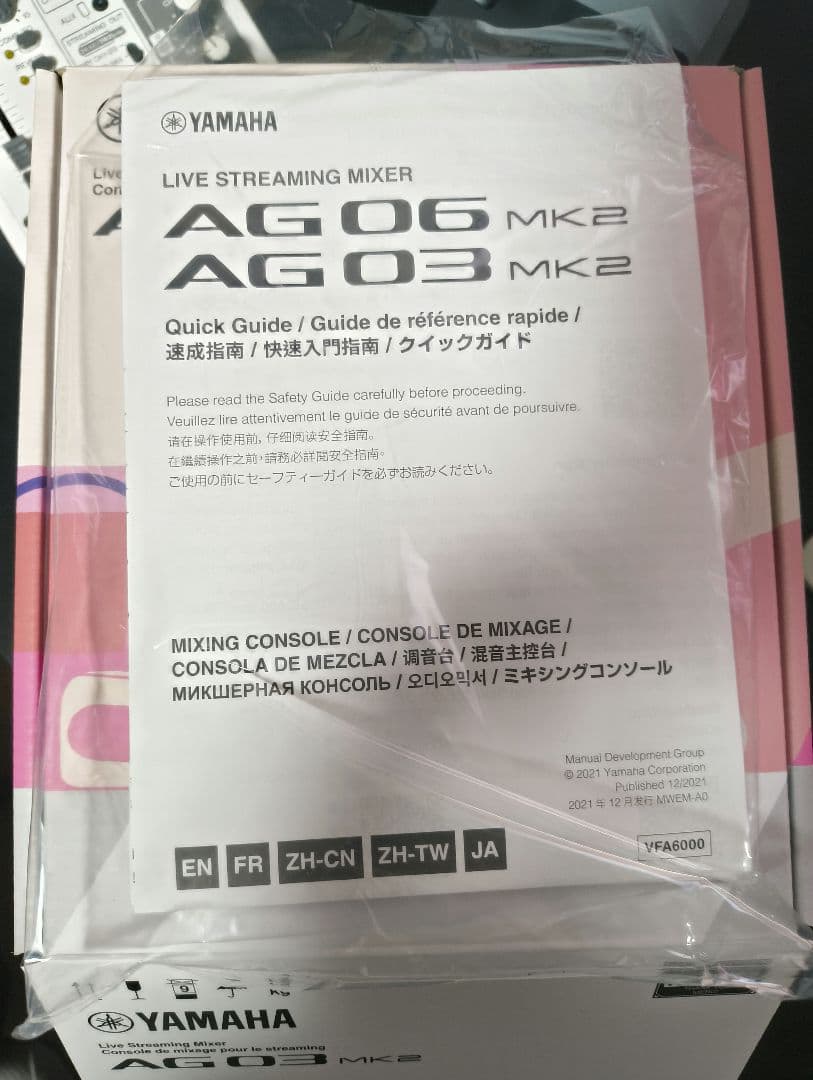 AUX
STREAMING OUT
YAMAHA
LIVE STREAMING MIXER
AG06 MK2
AG03 MK2
Quick Guide / Guide de référence rapide /
速成指南 / 快速入門指南 / クイックガイド
Please read the Safety Guide carefully before proceeding.
Veuillez lire attentivement le guide de sécurité avant de poursuivre.
请在操作使用前，仔细阅读安全指南。
在繼續操作之前，請務必詳閱安全指南。
ご使用の前にセーフティーガイドを必ずお読みください。
MIXING CONSOLE / CONSOLE DE MIXAGE /
CONSOLA DE MEZCLA / 调音台 / 混音主控台 /
МИКШЕРНАЯ КОНСОЛЬ / 오디오믹서 / ミキシングコンソール
Manual Development Group
© 2021 Yamaha Corporation
Published 12/2021
2021 年 12 月发行 MWEM-A0
EN FR ZH-CN ZH-TW JA
VFA6000
9
YAMAHA
Live Streaming Mixer
Console de mixage pour le streaming
AG03 MK2